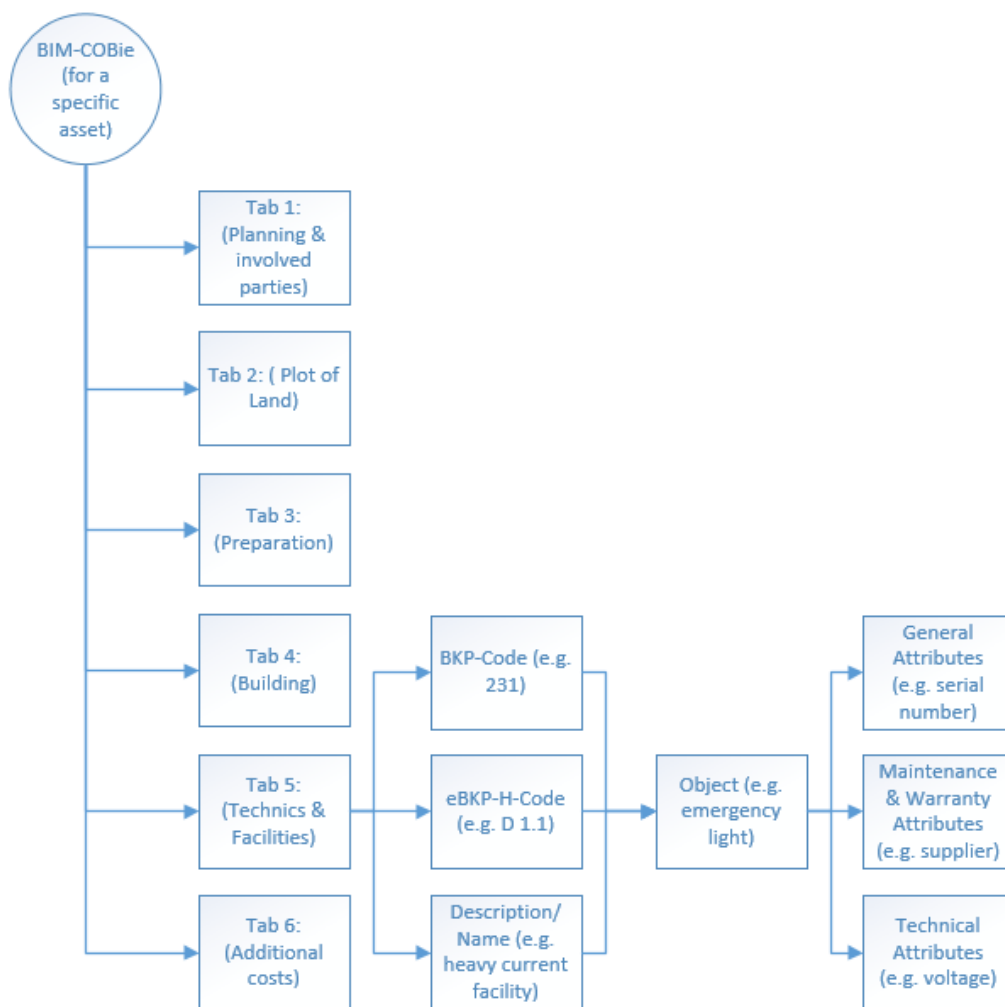 BIM-COBie
(for a
specific
asset)
Tab 1:
(Planning &
involved
parties)
Tab 2: ( Plot of
Land)
Tab 3:
(Preparation)
Tab 4:
(Building)
Tab 5:
(Technics &
Facilities)
Tab 6:
(Additional
costs)
BKP-Code (e.g.
231)
eBKP-H-Code
(e.g. D 1.1)
Description/
Name (e.g.
heavy current
facility)
Object (e.g.
emergency
light)
General
Attributes
(e.g. serial
number)
Maintenance
& Warranty
Attributes
(e.g. supplier)
Technical
Attributes
(e.g. voltage)